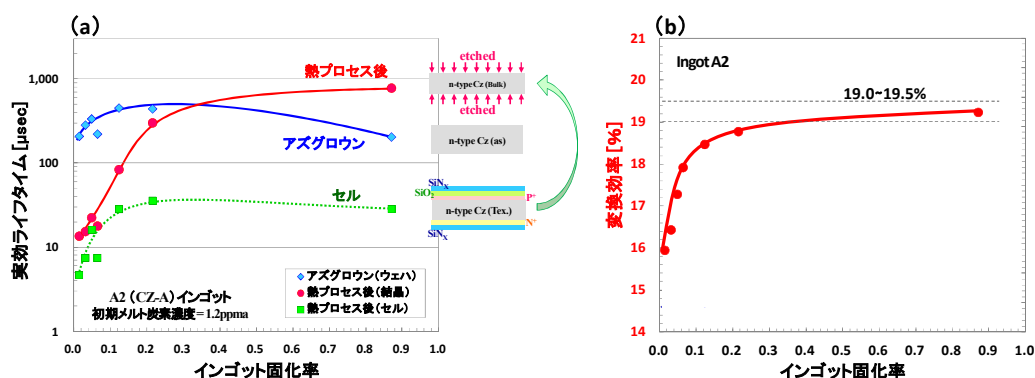 (a)
実効ライフタイム [μsec]
1,000
100
10
1
0.0 0.1 0.2 0.3 0.4 0.5 0.6 0.7 0.8 0.9 1.0
インゴット固化率
熱プロセス後
アズグロウン
セル
A2 (CZ-A) インゴット
初期メルト炭素濃度=1.2ppma
アズグロウン(ウェハ)
熱プロセス後(結晶)
熱プロセス後(セル)
etched
n-type Cz (Bulk)
etched
n-type Cz (as)
SiNX
SiO2
P+
n-type Cz (Tex.)
N+
SiNX
(b)
変換効率 [%]
21
20
19
18
17
16
15
14
0.0 0.1 0.2 0.3 0.4 0.5 0.6 0.7 0.8 0.9 1.0
インゴット固化率
Ingot A2
19.0~19.5%